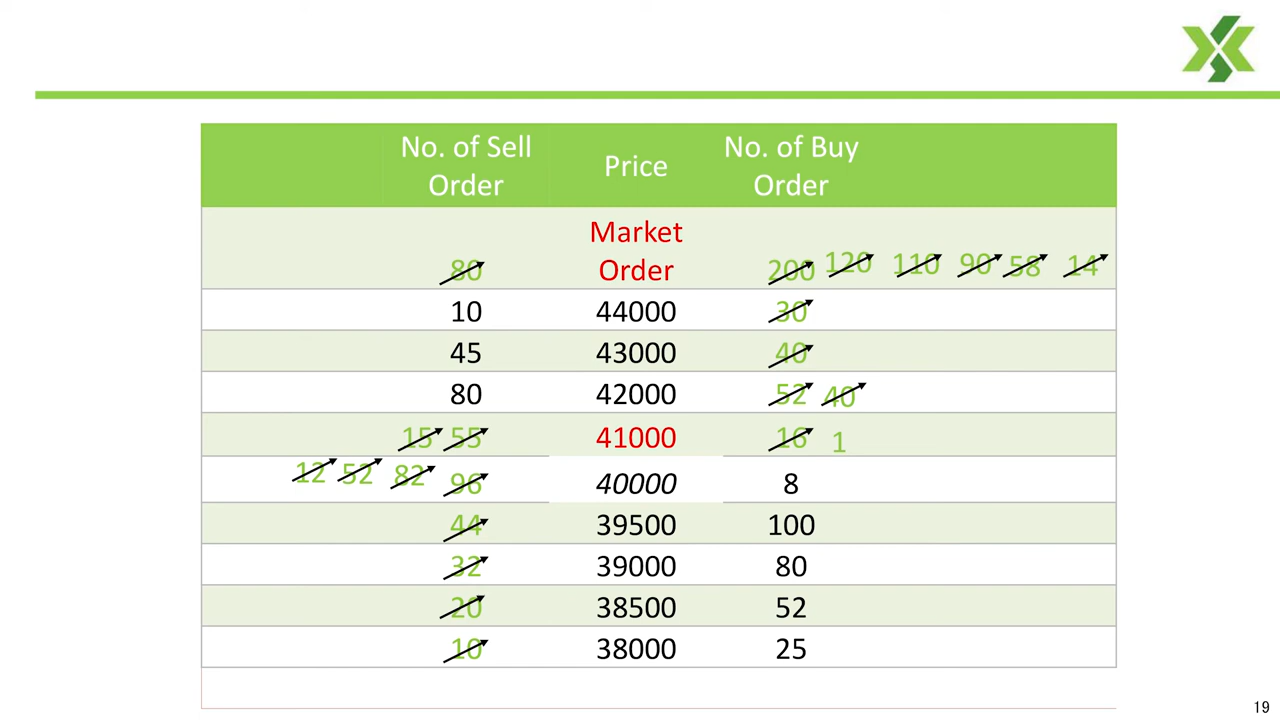 No. of Sell Order Price No. of Buy Order
Market Order
80 200 120 110 90 58 14
10 44000 30
45 43000 40
80 42000 52 40
15 55 41000 16 1
12 52 82 96 40000 8
44 39500 100
32 39000 80
20 38500 52
10 38000 25
19